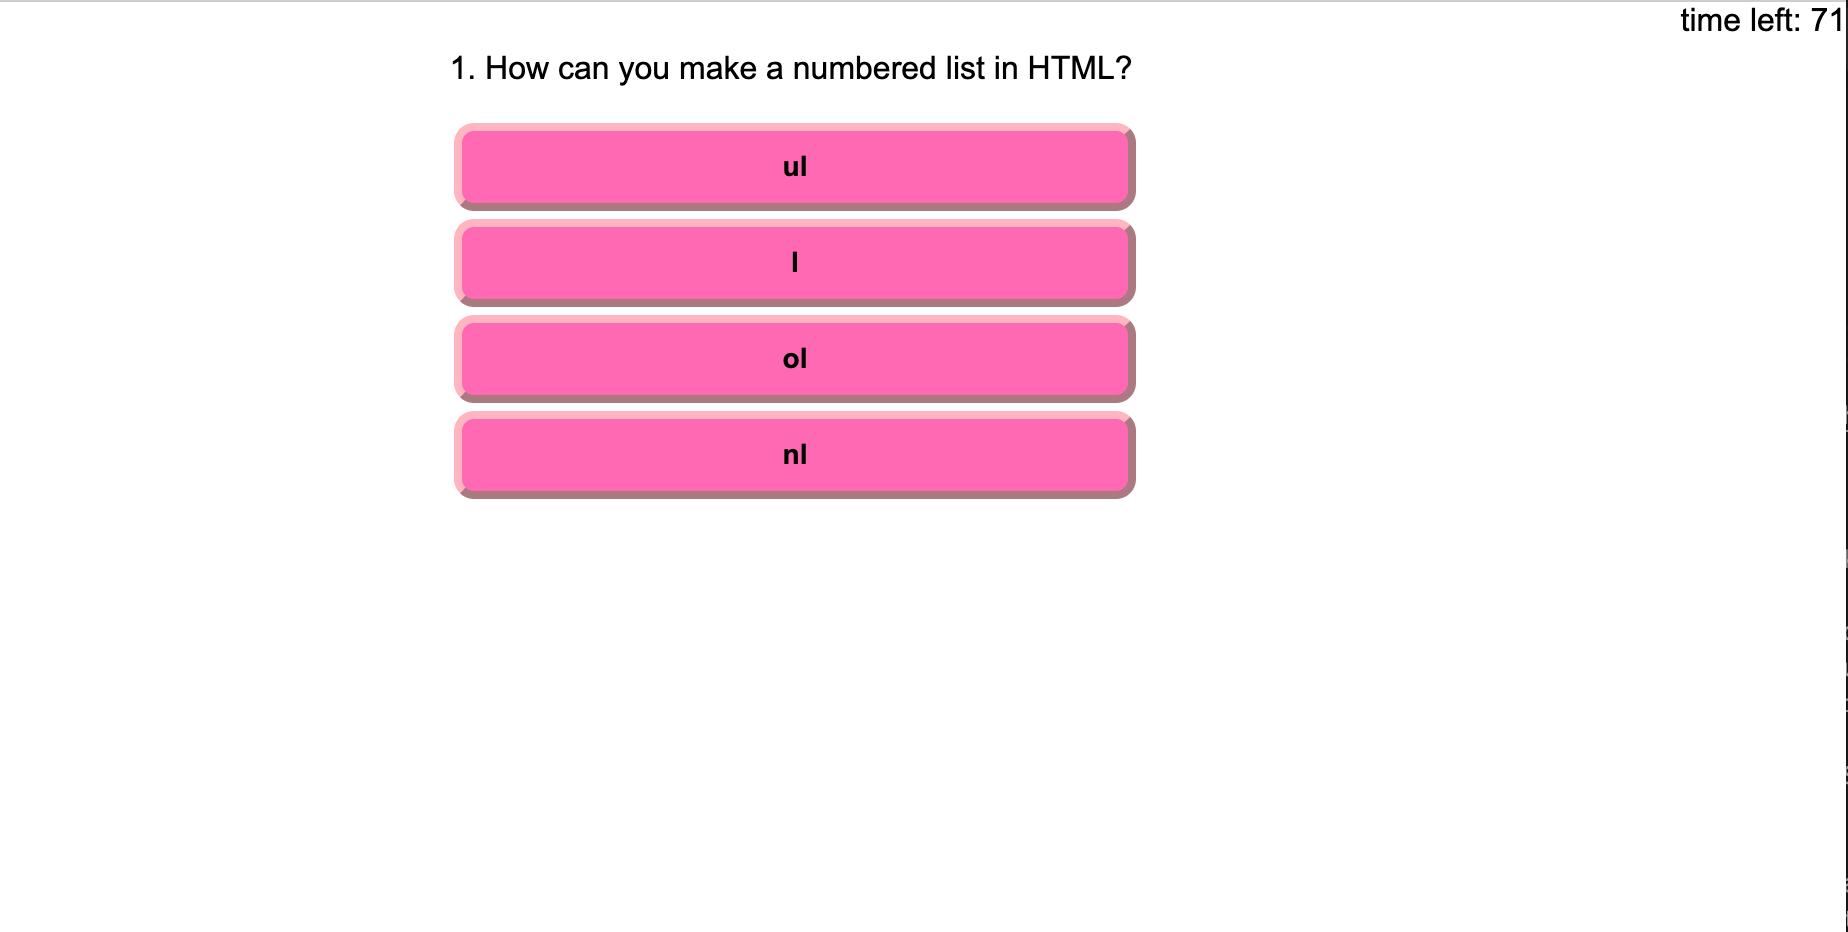 time left: 71
1. How can you make a numbered list in HTML?
ul
l
ol
nl